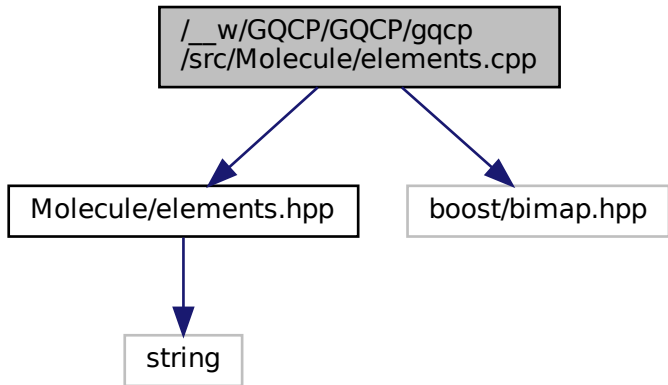 /__w/GQCP/GQCP/gqcp
/src/Molecule/elements.cpp
Molecule/elements.hpp
boost/bimap.hpp
string